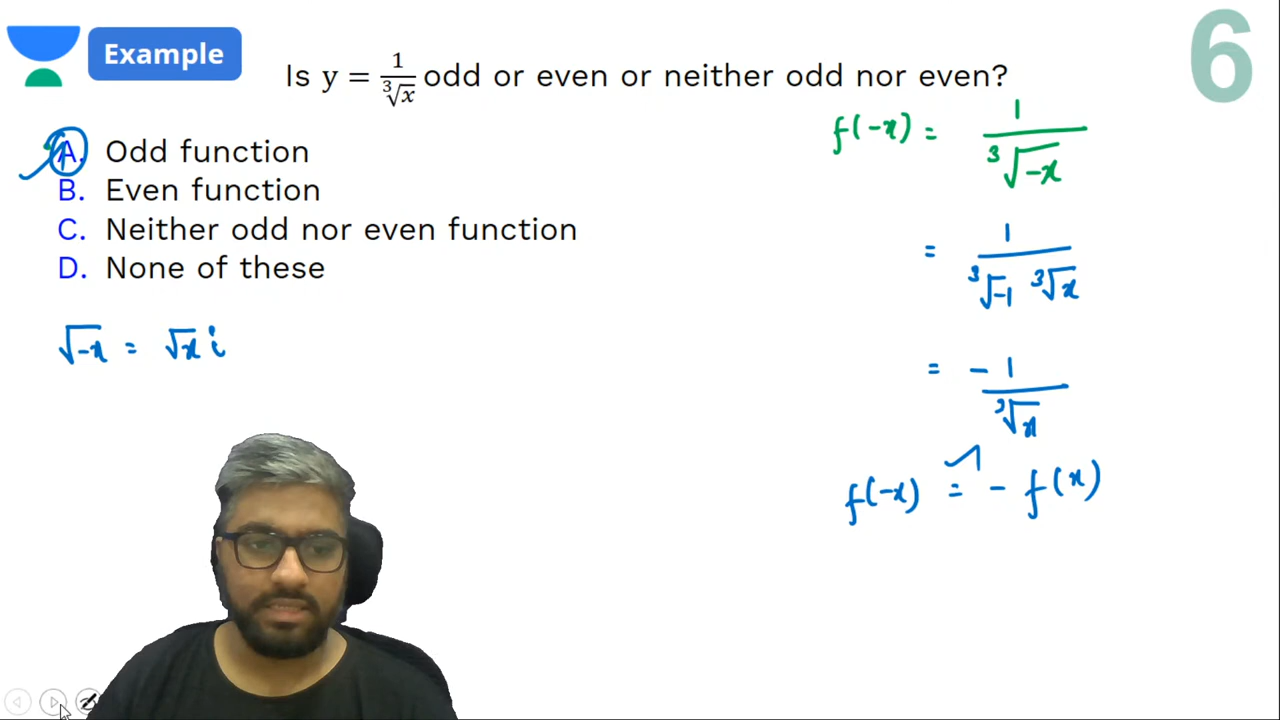 Example
6
Is y = 1/∛x odd or even or neither odd nor even?
A. Odd function
B. Even function
C. Neither odd nor even function
D. None of these
√-x = √x i
f(-x) = 1/∛-x
= 1/(∛-1 ∛x)
= -1/∛x
f(-x) = - f(x)